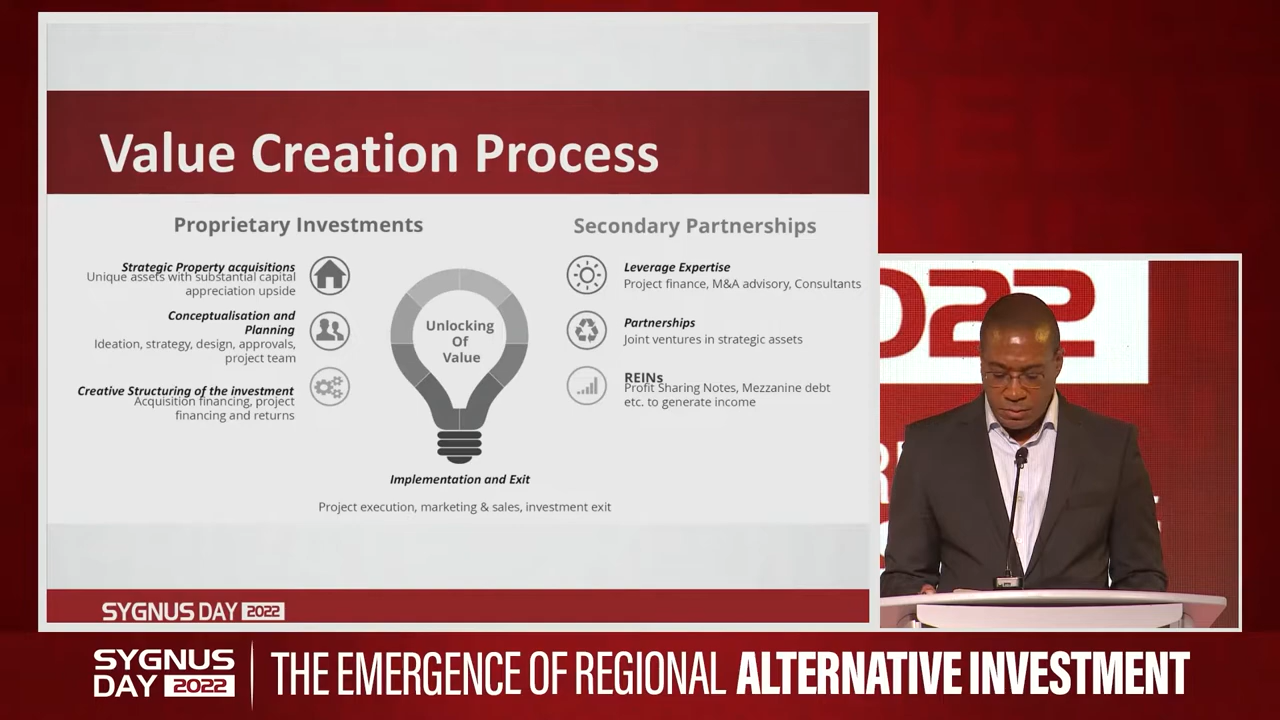 Value Creation Process
Proprietary Investments
Strategic Property acquisitions
Unique assets with substantial capital
appreciation upside
Conceptualisation and
Planning
Ideation, strategy, design, approvals,
project team
Creative Structuring of the investment
Acquisition financing, project
financing and returns
Unlocking
Of
Value
Implementation and Exit
Project execution, marketing & sales, investment exit
Secondary Partnerships
Leverage Expertise
Project finance, M&A advisory, Consultants
Partnerships
Joint ventures in strategic assets
REINs
Profit Sharing Notes, Mezzanine debt
etc. to generate income
SYGNUS DAY 2022
022
SYGNUS
DAY 2022
THE EMERGENCE OF REGIONAL ALTERNATIVE INVESTMENT